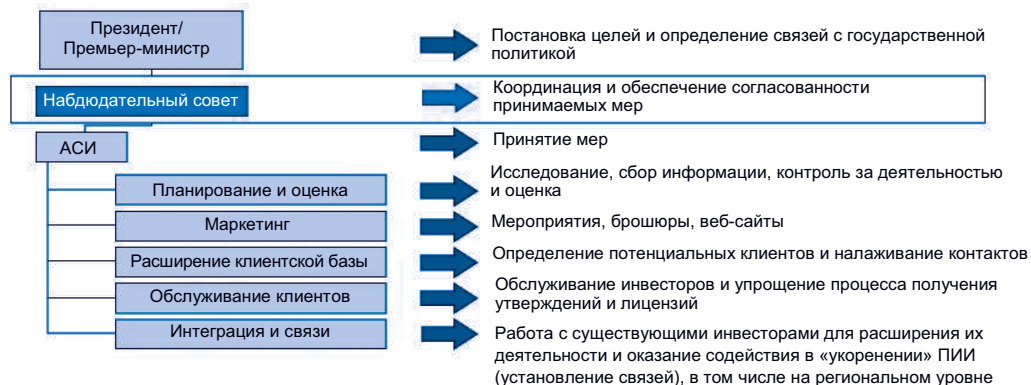 Президент/
Премьер-министр
Постановка целей и определение связей с государственной
политикой
Набдюдательный совет
Координация и обеспечение согласованности
принимаемых мер
АСИ
Принятие мер
Планирование и оценка
Исследование, сбор информации, контроль за деятельностью
и оценка
Маркетинг
Мероприятия, брошюры, веб-сайты
Расширение клиентской базы
Определение потенциальных клиентов и налаживание контактов
Обслуживание клиентов
Обслуживание инвесторов и упрощение процесса получения
утверждений и лицензий
Интеграция и связи
Работа с существующими инвесторами для расширения их
деятельности и оказание содействия в «укоренении» ПИИ
(установление связей), в том числе на региональном уровне